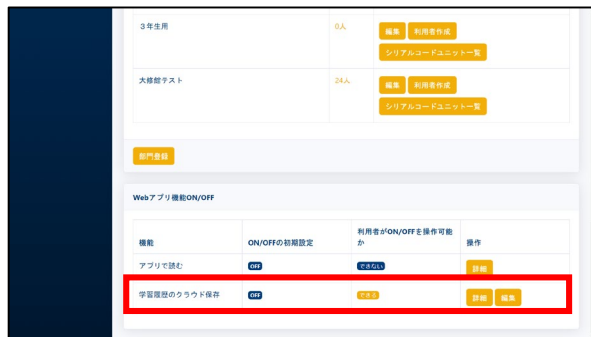 ３年生用 0人 編集 利用者作成
シリアルコードユニット一覧
大修館テスト 24人 編集 利用者作成
シリアルコードユニット一覧
部門登録
Webアプリ機能ON/OFF
機能 ON/OFFの初期設定 利用者がON/OFFを操作可能か 操作
アプリで読む OFF できない 詳細
学習履歴のクラウド保存 OFF できる 詳細 編集